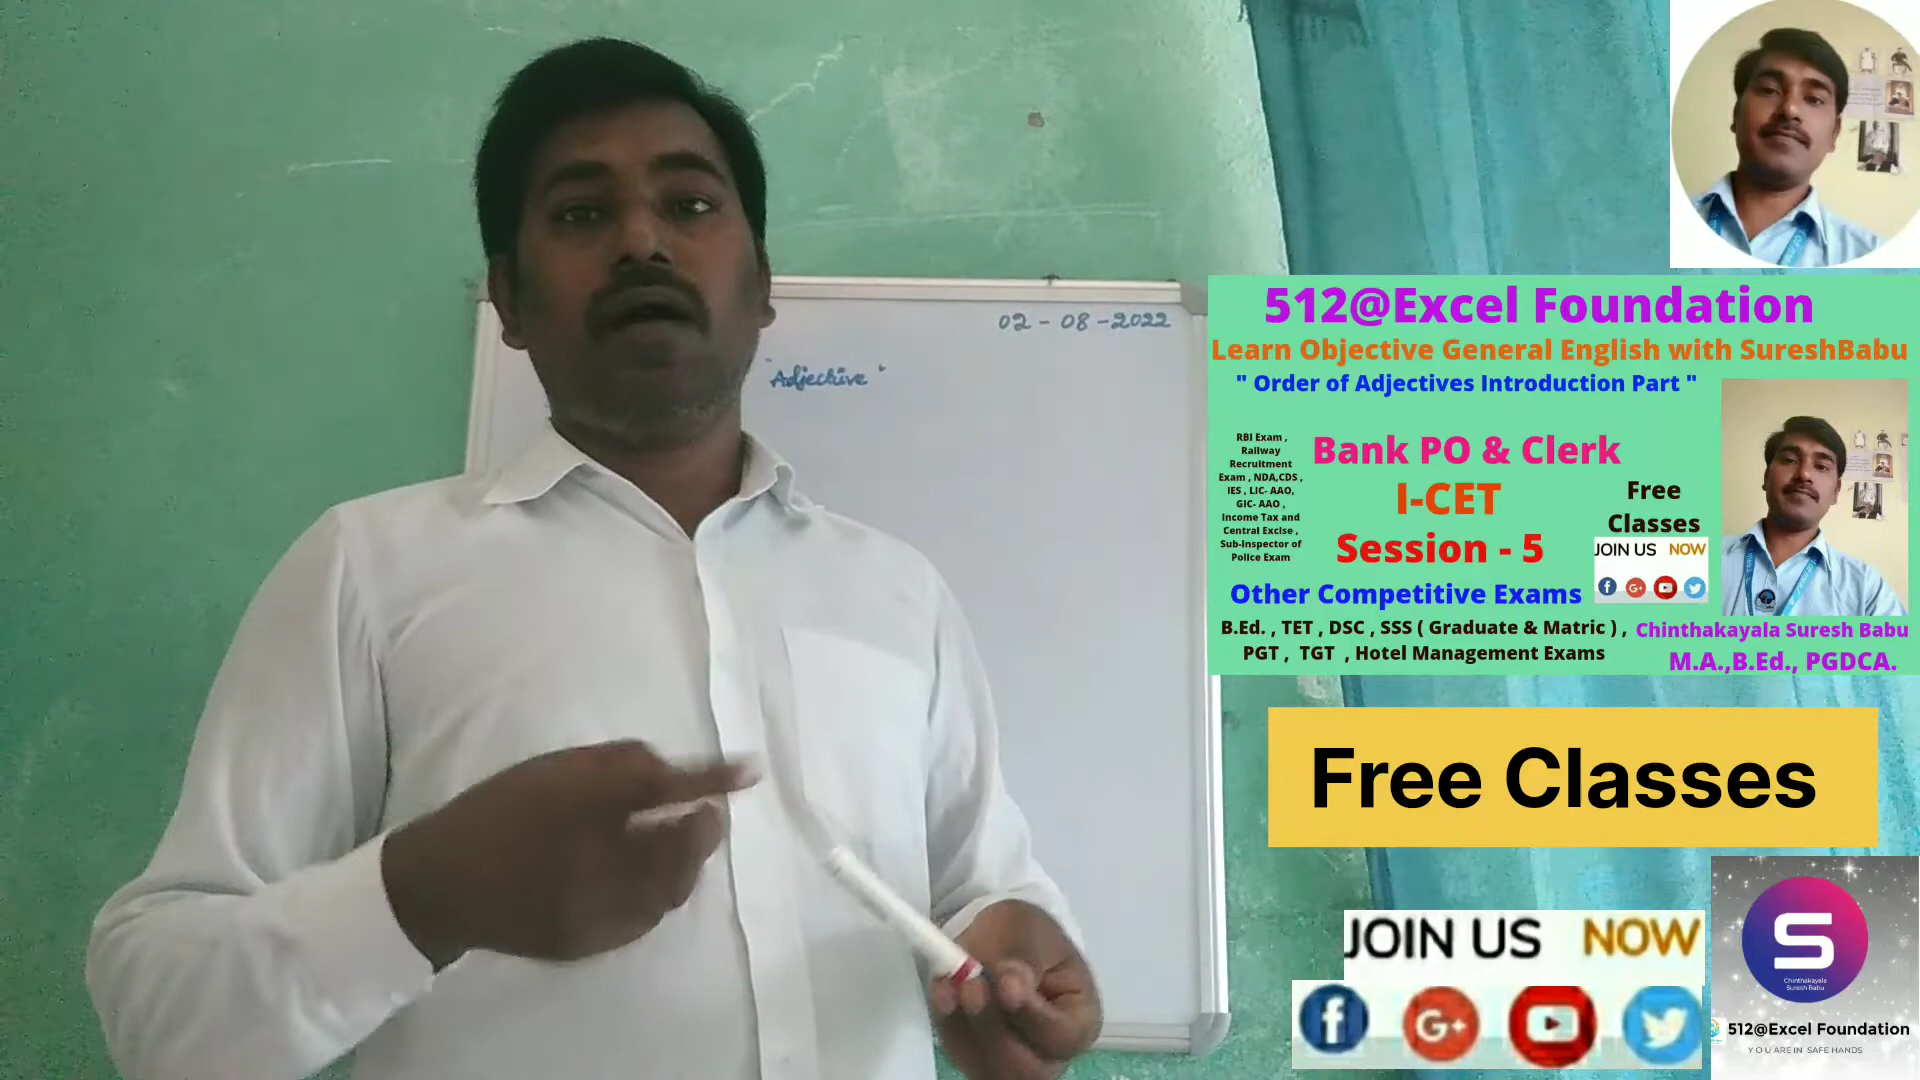 02 - 08 - 2022
"Adjective"
512@Excel Foundation
Learn Objective General English with SureshBabu
" Order of Adjectives Introduction Part "
RBI Exam ,
Railway
Recruitment
Exam , NDA,CDS ,
IES , LIC- AAO,
GIC- AAO ,
Income Tax and
Central Excise ,
Sub-Inspector of
Police Exam
Bank PO & Clerk
I-CET
Session - 5
Free
Classes
JOIN US NOW
Other Competitive Exams
B.Ed. , TET , DSC , SSS ( Graduate & Matric ) ,
PGT , TGT , Hotel Management Exams
Chinthakayala Suresh Babu
M.A.,B.Ed., PGDCA.
Free Classes
JOIN US NOW
f G+
S
Chinthakayala
Suresh Babu
512@Excel Foundation
YOU ARE IN SAFE HANDS